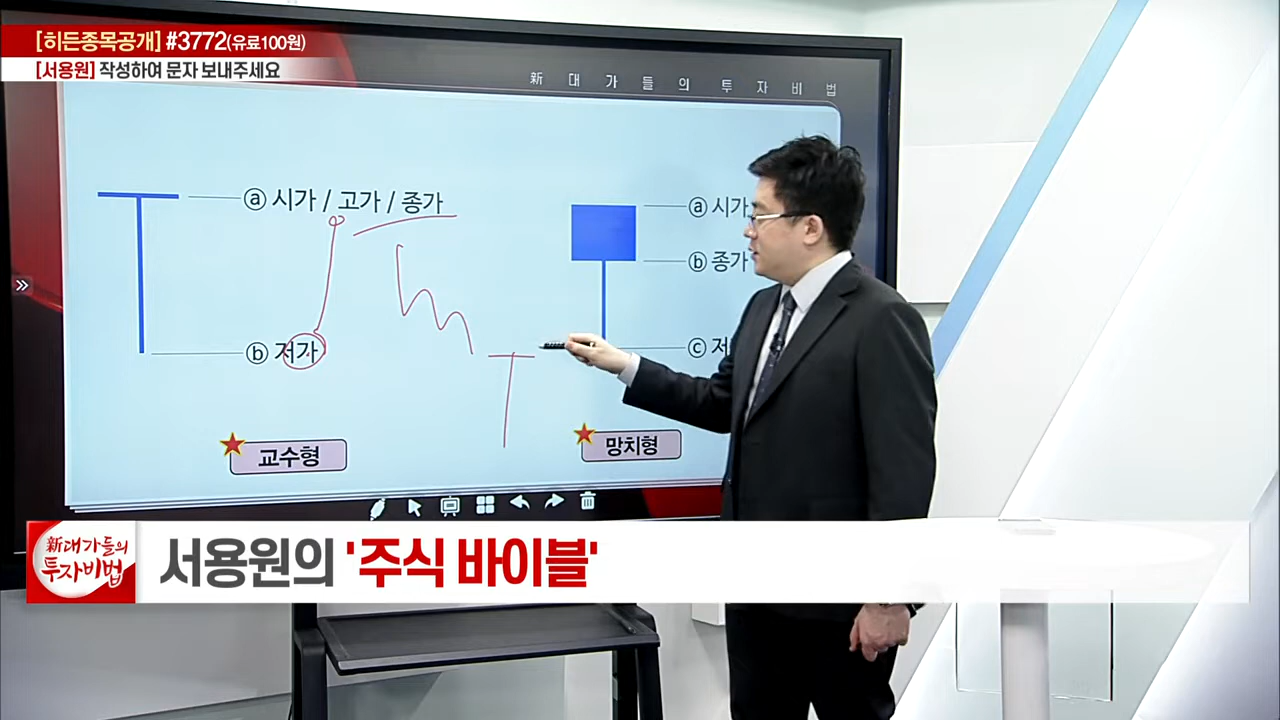 [히든종목공개] #3772(유료100원)
[서용원] 작성하여 문자 보내주세요
新 대 가 들 의 투 자 비 법
ⓐ 시가 / 고가 / 종가
ⓑ 저가
교수형
ⓐ 시가
ⓑ 종가
ⓒ 저
망치형
新대가들의
투자비법
서용원의 '주식 바이블'